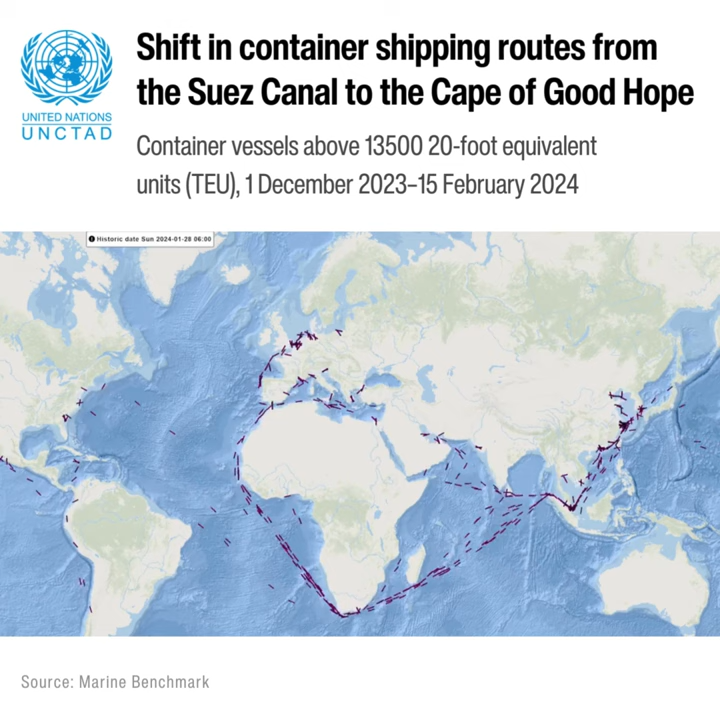 Shift in container shipping routes from
the Suez Canal to the Cape of Good Hope
UNITED NATIONS
UNCTAD
Container vessels above 13500 20-foot equivalent
units (TEU), 1 December 2023–15 February 2024
Historic date Sun 2024-01-28 06:00
Source: Marine Benchmark